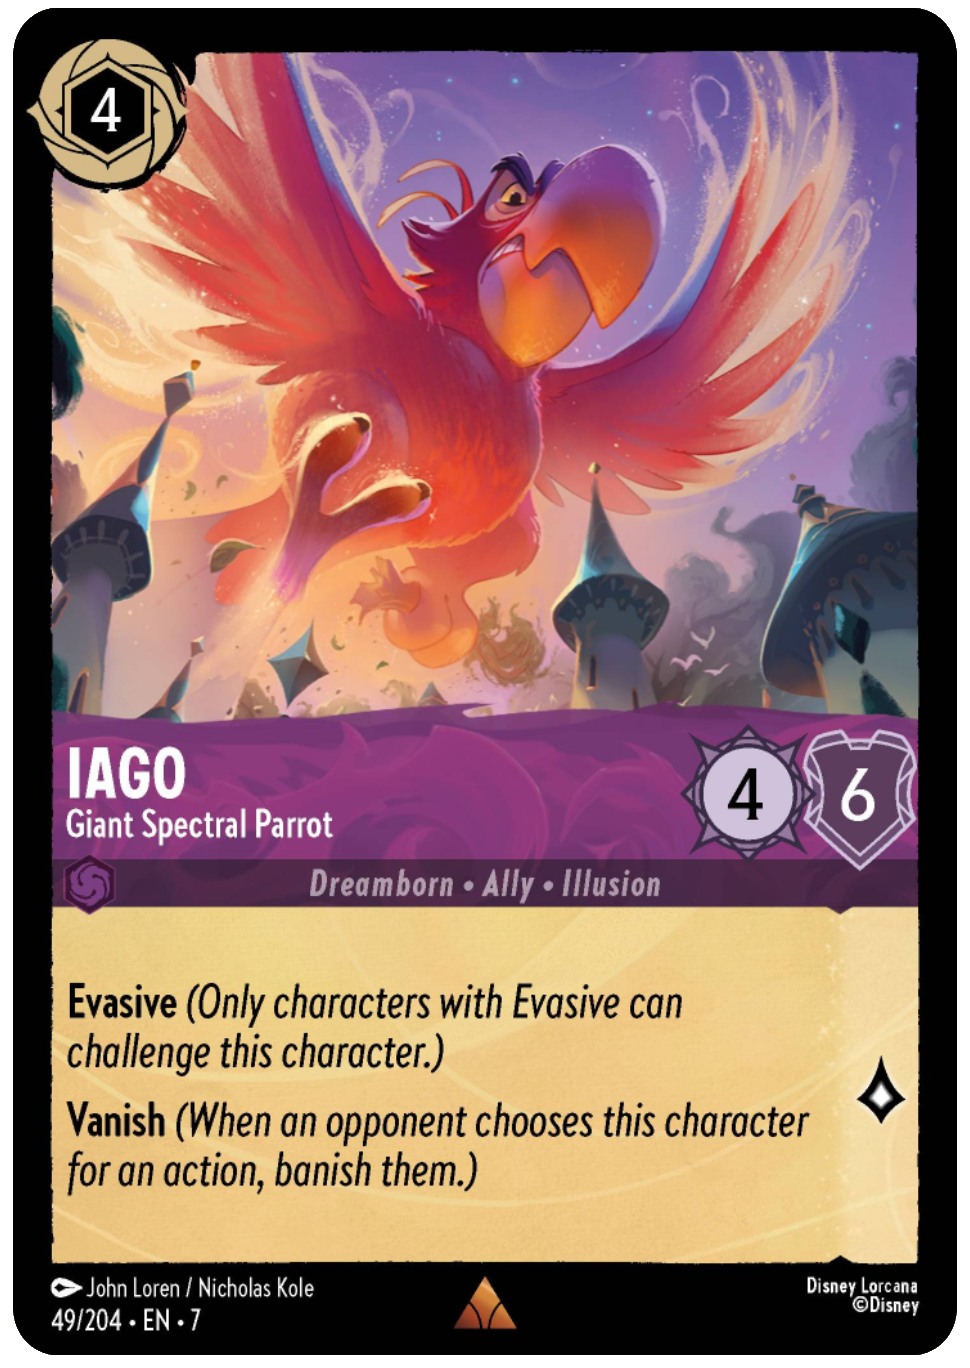 4
IAGO
Giant Spectral Parrot
4
6
Dreamborn • Ally • Illusion
Evasive (Only characters with Evasive can
challenge this character.)
Vanish (When an opponent chooses this character
for an action, banish them.)
John Loren / Nicholas Kole
49/204 • EN • 7
Disney Lorcana
©Disney